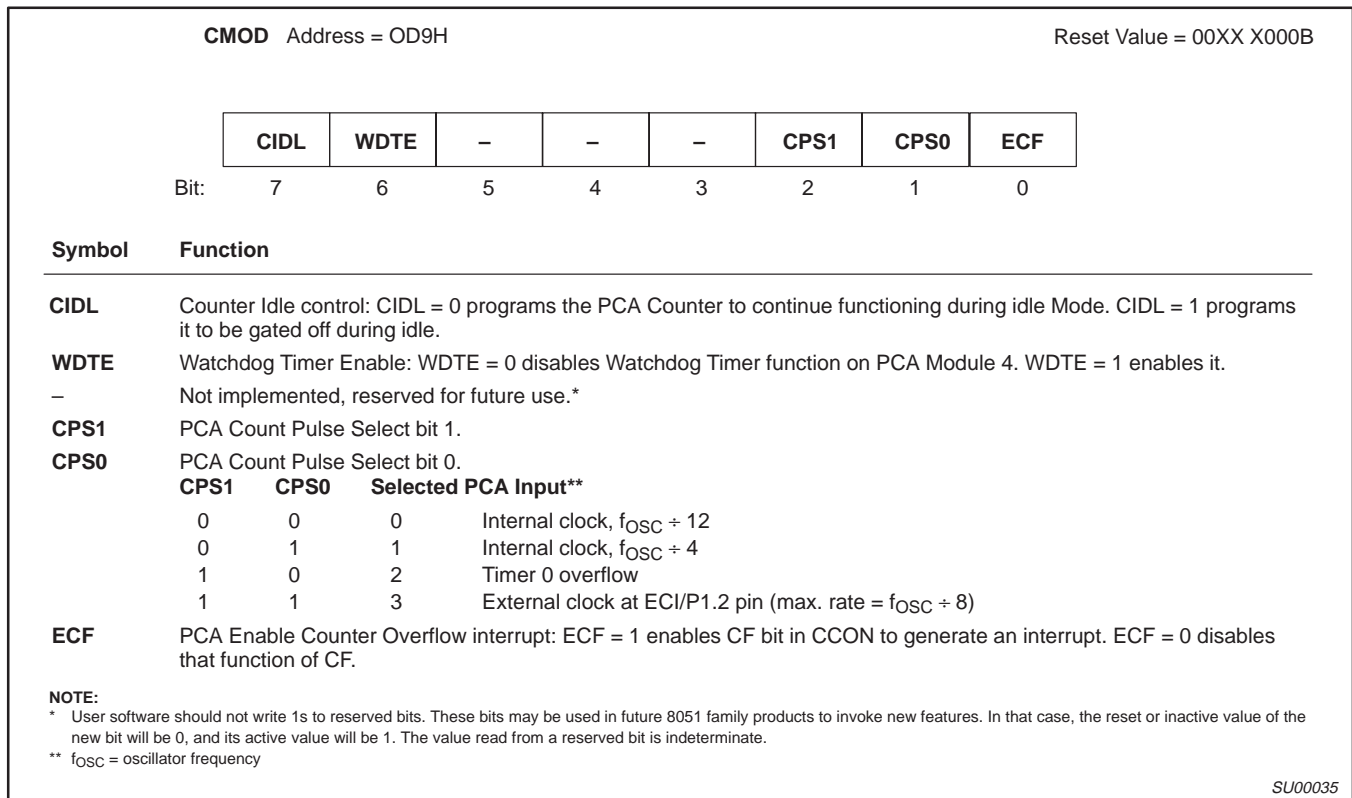 CMOD Address = OD9H Reset Value = 00XX X000B
CIDL WDTE – – – CPS1 CPS0 ECF
Bit: 7 6 5 4 3 2 1 0
Symbol Function
CIDL Counter Idle control: CIDL = 0 programs the PCA Counter to continue functioning during idle Mode. CIDL = 1 programs
it to be gated off during idle.
WDTE Watchdog Timer Enable: WDTE = 0 disables Watchdog Timer function on PCA Module 4. WDTE = 1 enables it.
– Not implemented, reserved for future use.*
CPS1 PCA Count Pulse Select bit 1.
CPS0 PCA Count Pulse Select bit 0.
CPS1 CPS0 Selected PCA Input**
0 0 0 Internal clock, fOSC ÷ 12
0 1 1 Internal clock, fOSC ÷ 4
1 0 2 Timer 0 overflow
1 1 3 External clock at ECI/P1.2 pin (max. rate = fOSC ÷ 8)
ECF PCA Enable Counter Overflow interrupt: ECF = 1 enables CF bit in CCON to generate an interrupt. ECF = 0 disables
that function of CF.
NOTE:
* User software should not write 1s to reserved bits. These bits may be used in future 8051 family products to invoke new features. In that case, the reset or inactive value of the
new bit will be 0, and its active value will be 1. The value read from a reserved bit is indeterminate.
** fOSC = oscillator frequency
SU00035